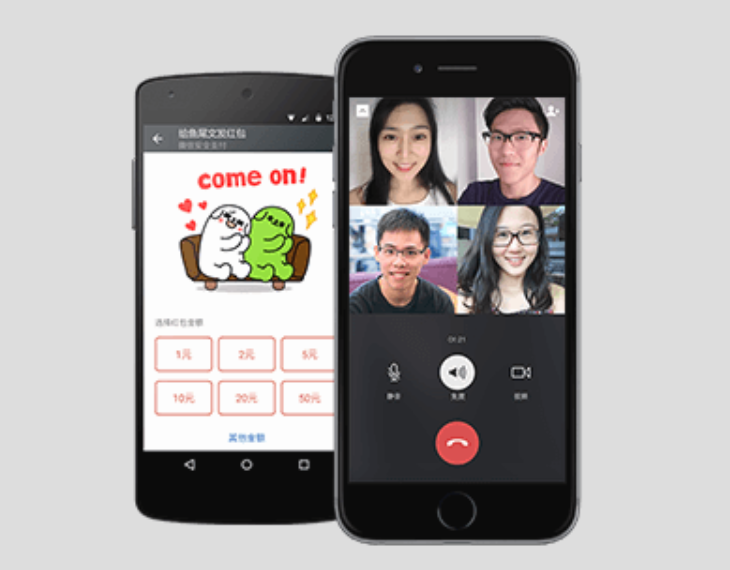 给鱼尾文发红包
微信安全支付
come on!
选择红包金额
1元
2元
5元
10元
20元
50元
其他金额
01:21
静音
免提
视频